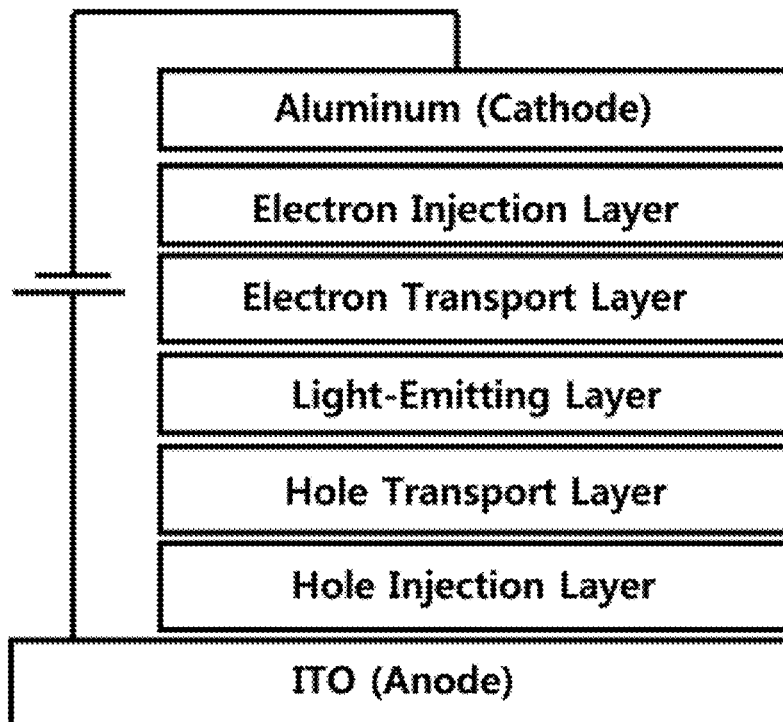 Aluminum (Cathode)
Electron Injection Layer
Electron Transport Layer
Light-Emitting Layer
Hole Transport Layer
Hole Injection Layer
ITO (Anode)